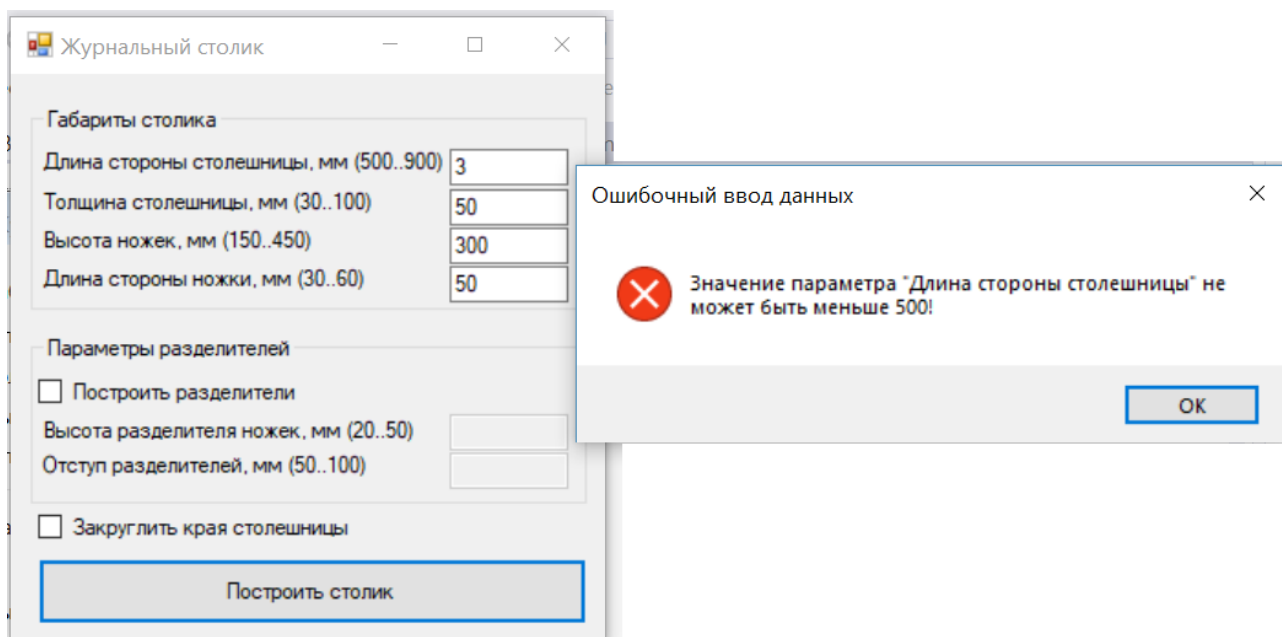 Журнальный столик
Габариты столика
Длина стороны столешницы, мм (500..900) 3
Толщина столешницы, мм (30..100) 50
Высота ножек, мм (150..450) 300
Длина стороны ножки, мм (30..60) 50
Параметры разделителей
Построить разделители
Высота разделителя ножек, мм (20..50)
Отступ разделителей, мм (50..100)
Закруглить края столешницы
Построить столик
Ошибочный ввод данных
Значение параметра "Длина стороны столешницы" не
может быть меньше 500!
OK